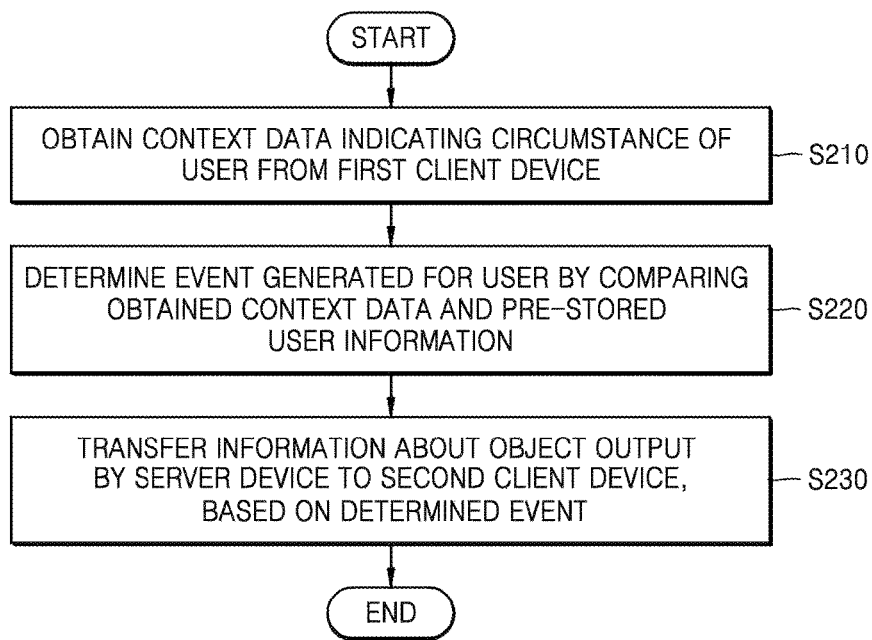 START
OBTAIN CONTEXT DATA INDICATING CIRCUMSTANCE OF
USER FROM FIRST CLIENT DEVICE
S210
DETERMINE EVENT GENERATED FOR USER BY COMPARING
OBTAINED CONTEXT DATA AND PRE-STORED
USER INFORMATION
S220
TRANSFER INFORMATION ABOUT OBJECT OUTPUT
BY SERVER DEVICE TO SECOND CLIENT DEVICE,
BASED ON DETERMINED EVENT
S230
END